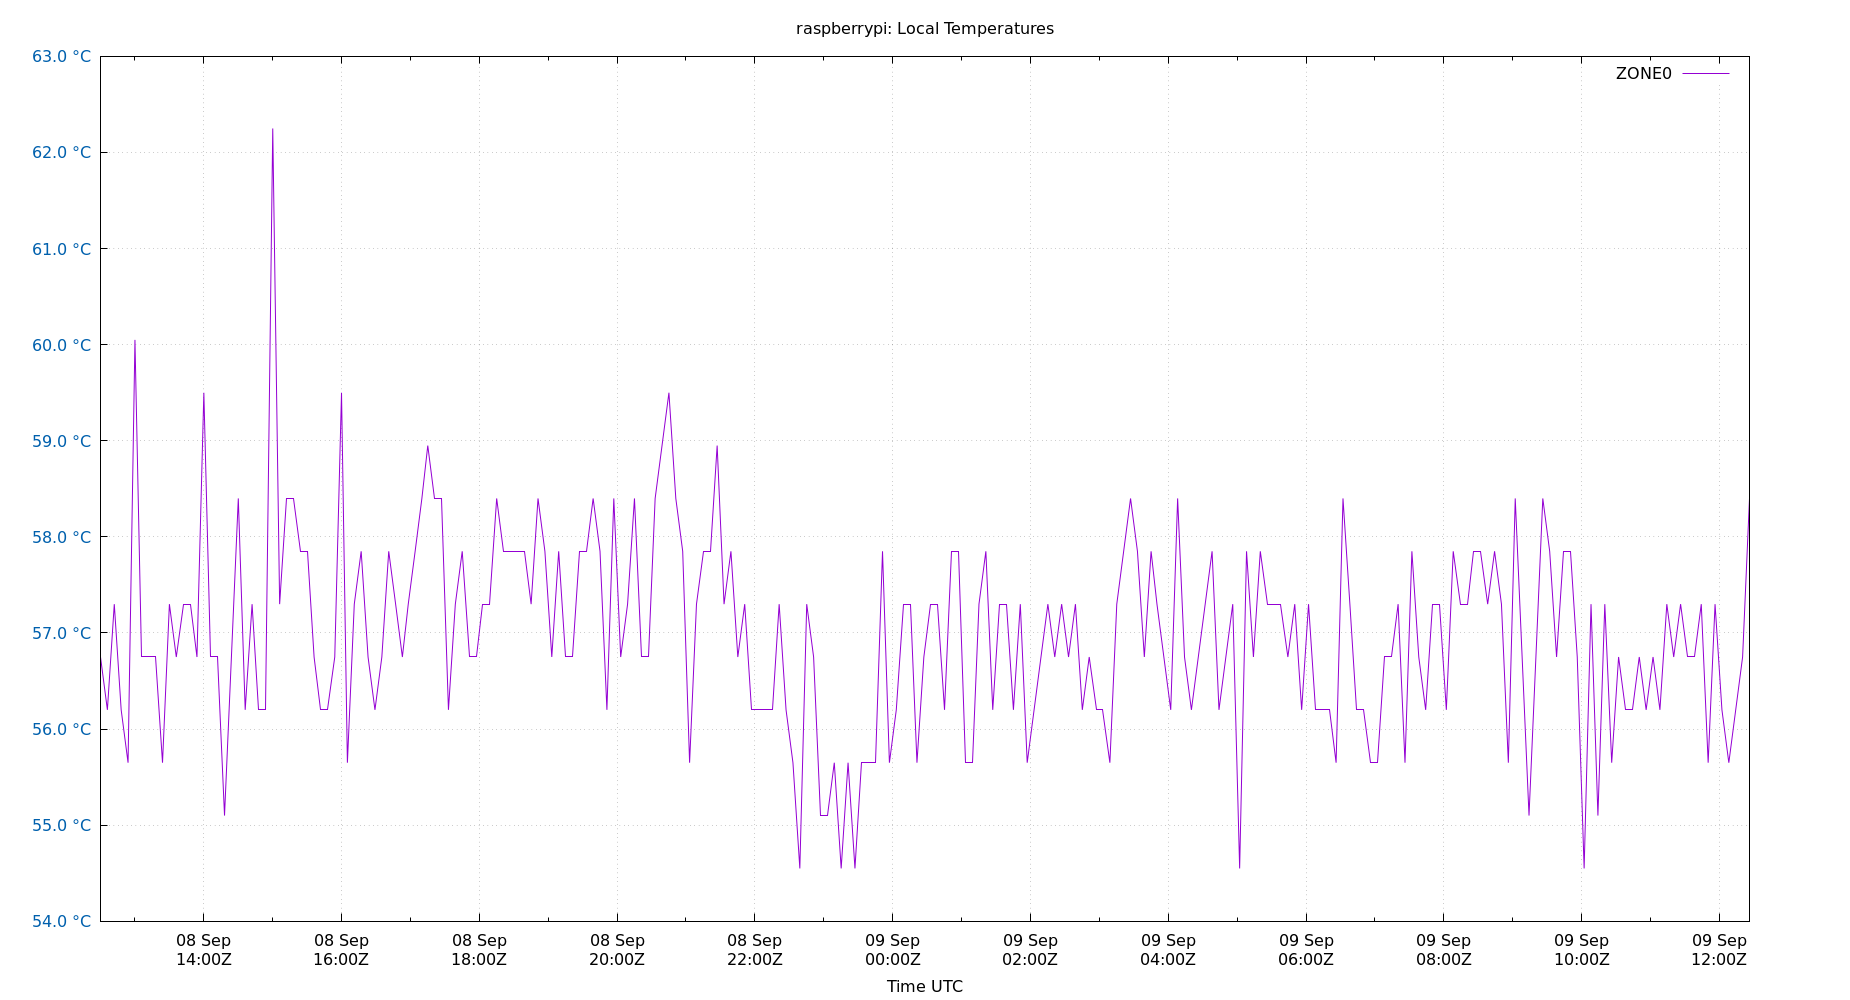 raspberrypi: Local Temperatures
63.0 °C
ZONE0
62.0 °C
61.0 °C
60.0 °C
59.0 °C
58.0 °C
57.0 °C
56.0 °C
55.0 °C
54.0 °C
08 Sep 08 Sep 08 Sep 08 Sep 08 Sep 09 Sep 09 Sep 09 Sep 09 Sep 09 Sep 09 Sep 09 Sep
14:00Z 16:00Z 18:00Z 20:00Z 22:00Z 00:00Z 02:00Z 04:00Z 06:00Z 08:00Z 10:00Z 12:00Z
Time UTC